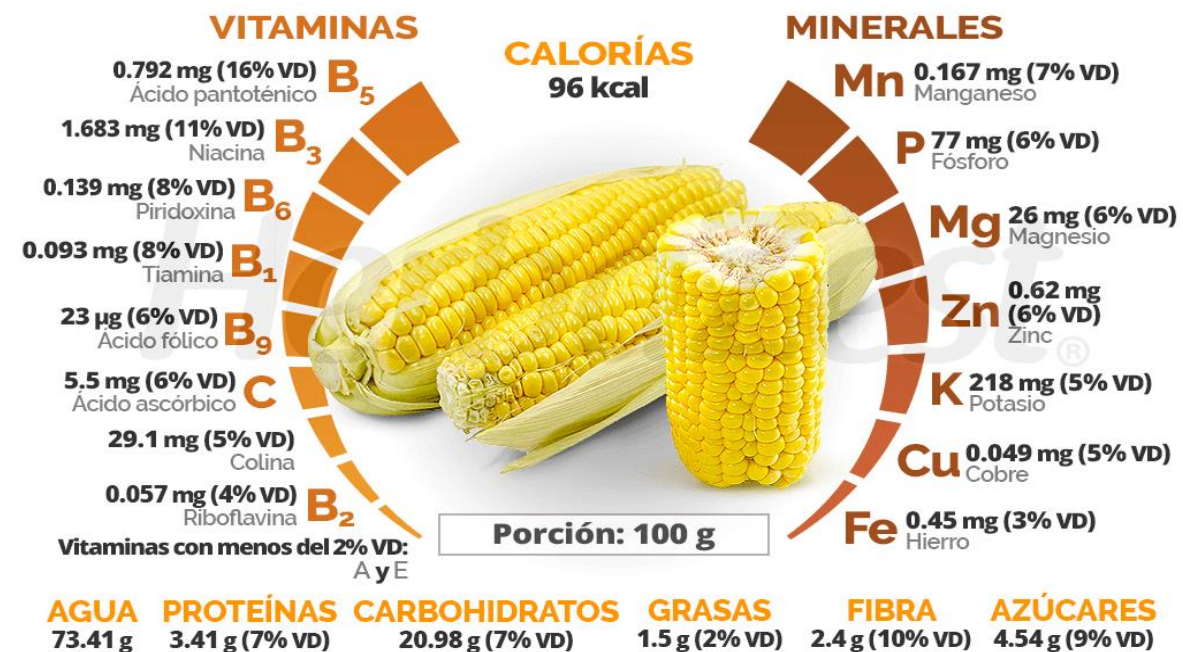 VITAMINAS
0.792 mg (16% VD)
Ácido pantoténico
B5
1.683 mg (11% VD)
Niacina
B3
0.139 mg (8% VD)
Piridoxina
B6
0.093 mg (8% VD)
Tiamina
B1
23 µg (6% VD)
Ácido fólico
B9
5.5 mg (6% VD)
Ácido ascórbico
C
29.1 mg (5% VD)
Colina
0.057 mg (4% VD)
Riboflavina
B2
Vitaminas con menos del 2% VD:
A y E
CALORÍAS
96 kcal
Porción: 100 g
MINERALES
Mn
0.167 mg (7% VD)
Manganeso
P
77 mg (6% VD)
Fósforo
Mg
26 mg (6% VD)
Magnesio
Zn
0.62 mg
(6% VD)
Zinc
K
218 mg (5% VD)
Potasio
Cu
0.049 mg (5% VD)
Cobre
Fe
0.45 mg (3% VD)
Hierro
®
AGUA
73.41 g
PROTEÍNAS
3.41 g (7% VD)
CARBOHIDRATOS
20.98 g (7% VD)
GRASAS
1.5 g (2% VD)
FIBRA
2.4 g (10% VD)
AZÚCARES
4.54 g (9% VD)